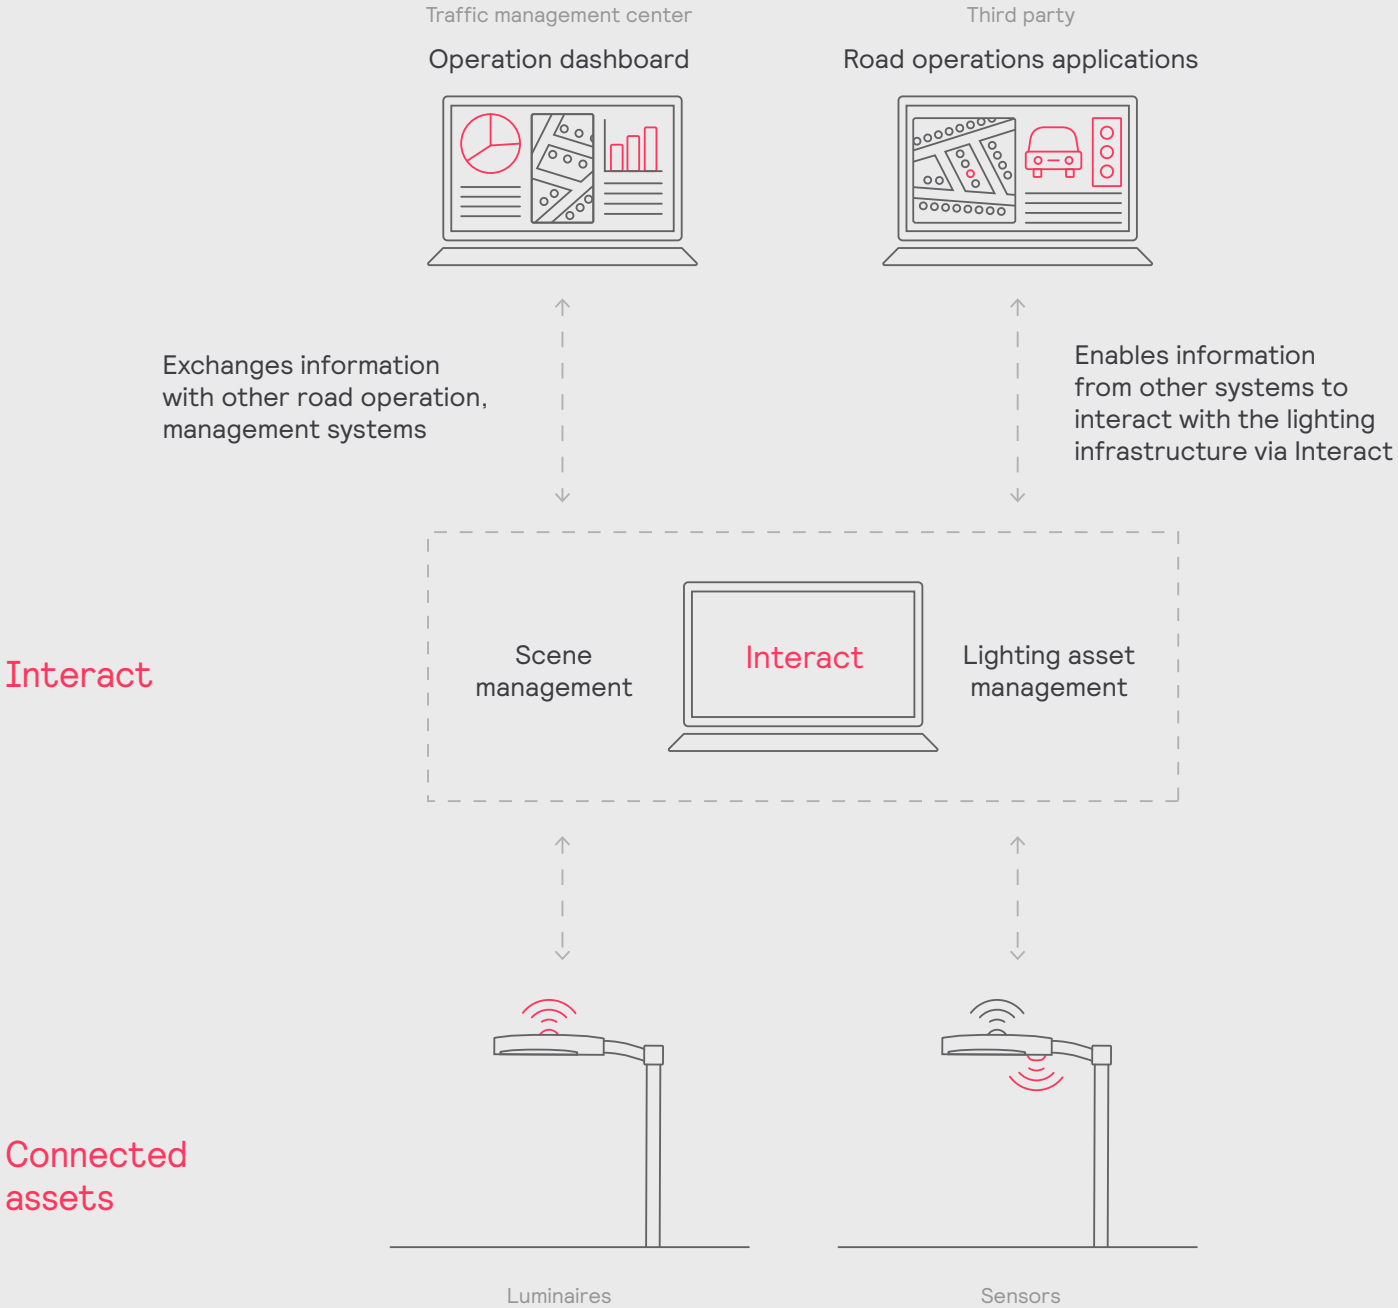 Traffic management center
Operation dashboard
Third party
Road operations applications
Exchanges information
with other road operation,
management systems
Enables information
from other systems to
interact with the lighting
infrastructure via Interact
Interact
Scene
management
Interact
Lighting asset
management
Connected
assets
Luminaires
Sensors